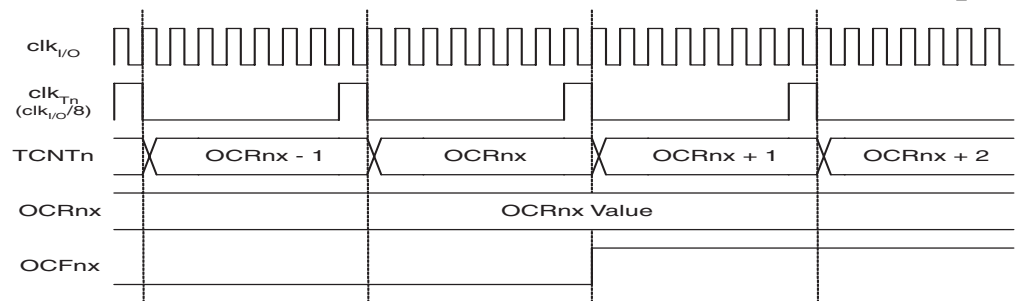 clkI/O
clkTn
(clkI/O/8)
TCNTn OCRnx - 1 OCRnx OCRnx + 1 OCRnx + 2
OCRnx OCRnx Value
OCFnx